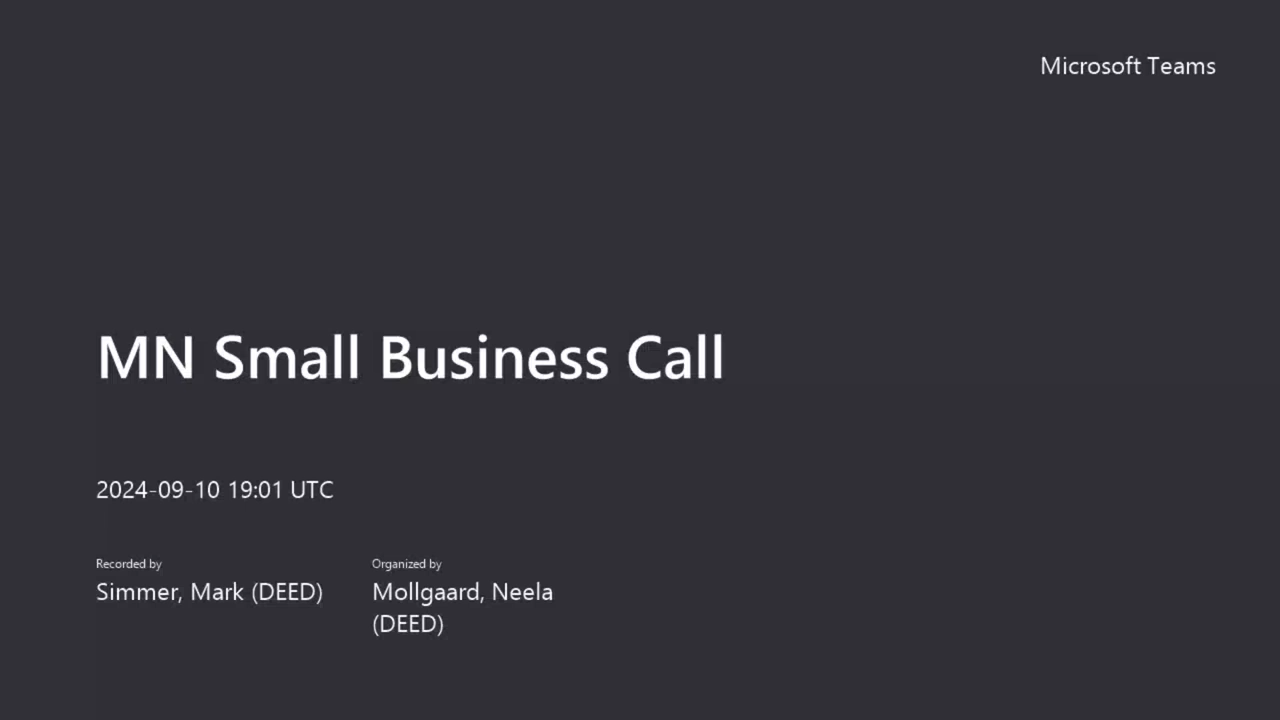 Microsoft Teams
MN Small Business Call
2024-09-10 19:01 UTC
Recorded by
Simmer, Mark (DEED)
Organized by
Mollgaard, Neela
(DEED)